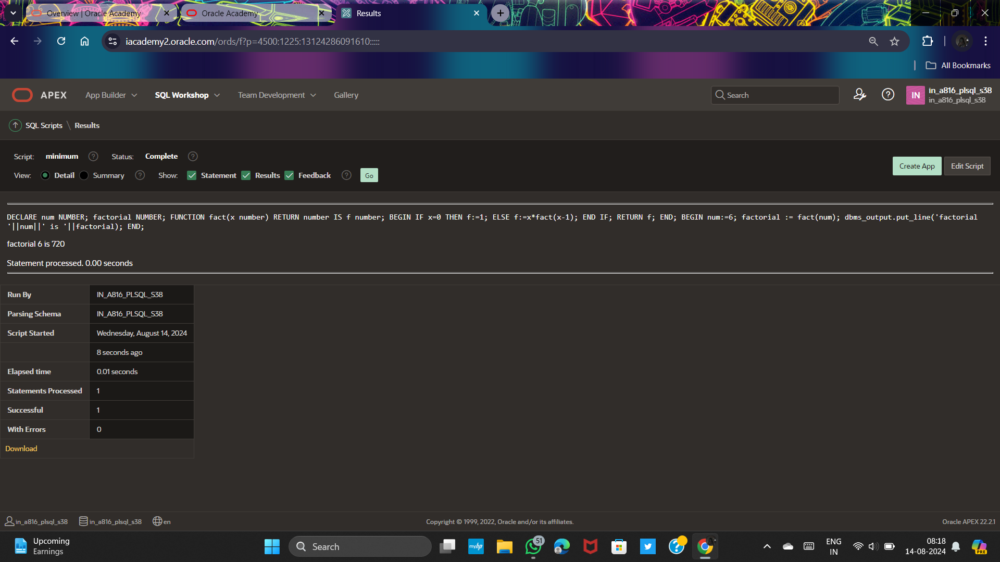 Overview | Oracle Academy
Oracle Academy
Results
iacademy2.oracle.com/ords/f?p=4500:1225:13124286091610:::::
All Bookmarks
APEX App Builder SQL Workshop Team Development Gallery Search IN in_a816_plsql_s38
in_a816_plsql_s38
SQL Scripts \ Results
Script: minimum ? Status: Complete ?
View: Detail Summary ? Show: Statement Results Feedback ? Go
Create App Edit Script
DECLARE num NUMBER; factorial NUMBER; FUNCTION fact(x number) RETURN number IS f number; BEGIN IF x=0 THEN f:=1; ELSE f:=x*fact(x-1); END IF; RETURN f; END; BEGIN num:=6; factorial := fact(num); dbms_output.put_line('factorial
'||num||' is '||factorial); END;
factorial 6 is 720
Statement processed. 0.00 seconds
Run By IN_A816_PLSQL_S38
Parsing Schema IN_A816_PLSQL_S38
Script Started Wednesday, August 14, 2024
8 seconds ago
Elapsed time 0.01 seconds
Statements Processed 1
Successful 1
With Errors 0
Download
in_a816_plsql_s38 in_a816_plsql_s38 en Copyright © 1999, 2022, Oracle and/or its affiliates. Oracle APEX 22.2.1
Upcoming
Earnings
Search
myhp
51
ENG
IN
08:18
14-08-2024
PRE